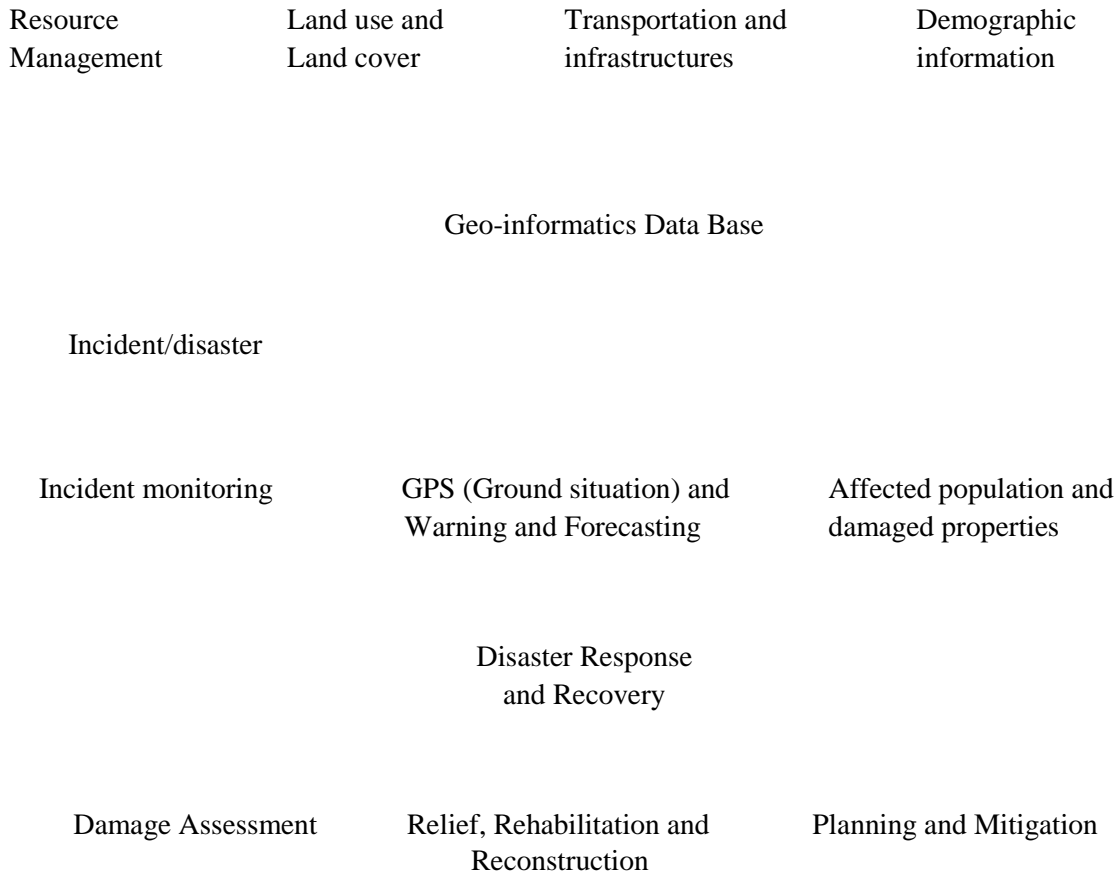 Resource Management
Land use and Land cover
Transportation and infrastructures
Demographic information
Geo-informatics Data Base
Incident/disaster
Incident monitoring
GPS (Ground situation) and
Warning and Forecasting
Affected population and
damaged properties
Disaster Response
and Recovery
Damage Assessment
Relief, Rehabilitation and
Reconstruction
Planning and Mitigation